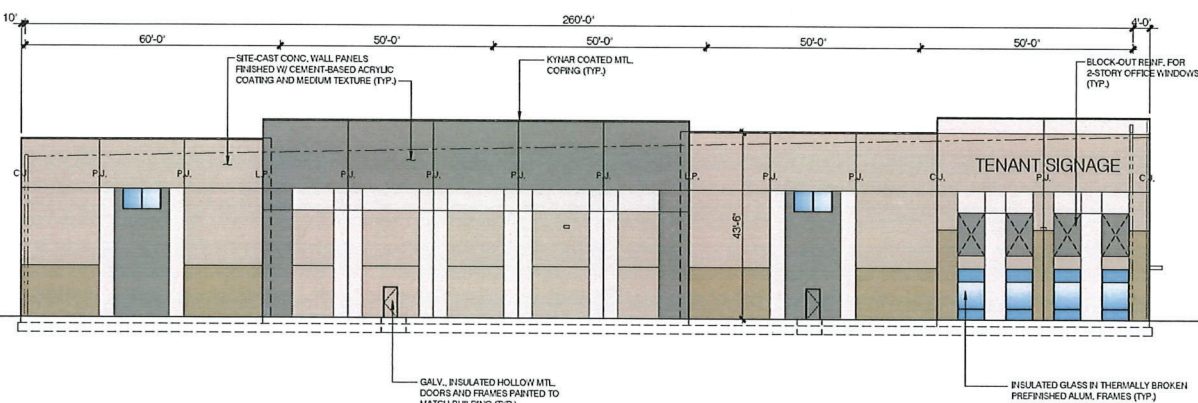 10'
260'-0'
4'-0'
60'-0'
50'-0'
50'-0'
50'-0'
50'-0'
SITE-CAST CONC. WALL PANELS
FINISHED W/ CEMENT-BASED ACRYLIC
COATING AND MEDIUM TEXTURE (TYP.)
KYNAR COATED MTL.
COPING (TYP.)
BLOCK-OUT REINF. FOR
2-STORY OFFICE WINDOWS
(TYP.)
TENANT SIGNAGE
C.J.
P.J.
P.J.
L.P.
P.J.
P.J.
P.J.
P.J.
L.P.
P.J.
P.J.
C.J.
P.J.
C.J.
43'-6'
GALV., INSULATED HOLLOW MTL.
DOORS AND FRAMES PAINTED TO
MATCH BUILDING (TYP.)
INSULATED GLASS IN THERMALLY BROKEN
PREFINISHED ALUM. FRAMES (TYP.)